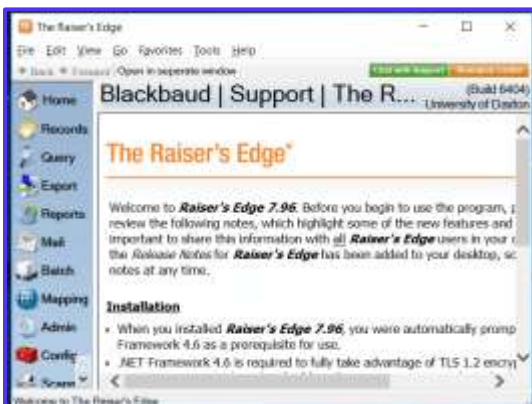 The Raiser's Edge
File Edit View Go Favorites Tools Help
Back Forward Open in seperate window
Chat with Support
Home
Blackbaud | Support | The R... (Build 6404)
University of Dayton
Records
Query
Export
Reports
Mail
Batch
Mapping
Admin
Config
The Raiser's Edge®
Welcome to Raiser's Edge 7.96. Before you begin to use the program, p
review the following notes, which highlight some of the new features and
important to share this information with all Raiser's Edge users in your o
the Release Notes for Raiser's Edge has been added to your desktop, so
notes at any time.
Installation
• When you installed Raiser's Edge 7.96, you were automatically promp
Framework 4.6 as a prerequisite for use.
• .NET Framework 4.6 is required to fully take advantage of TLS 1.2 encryp
Welcome to The Raiser's Edge